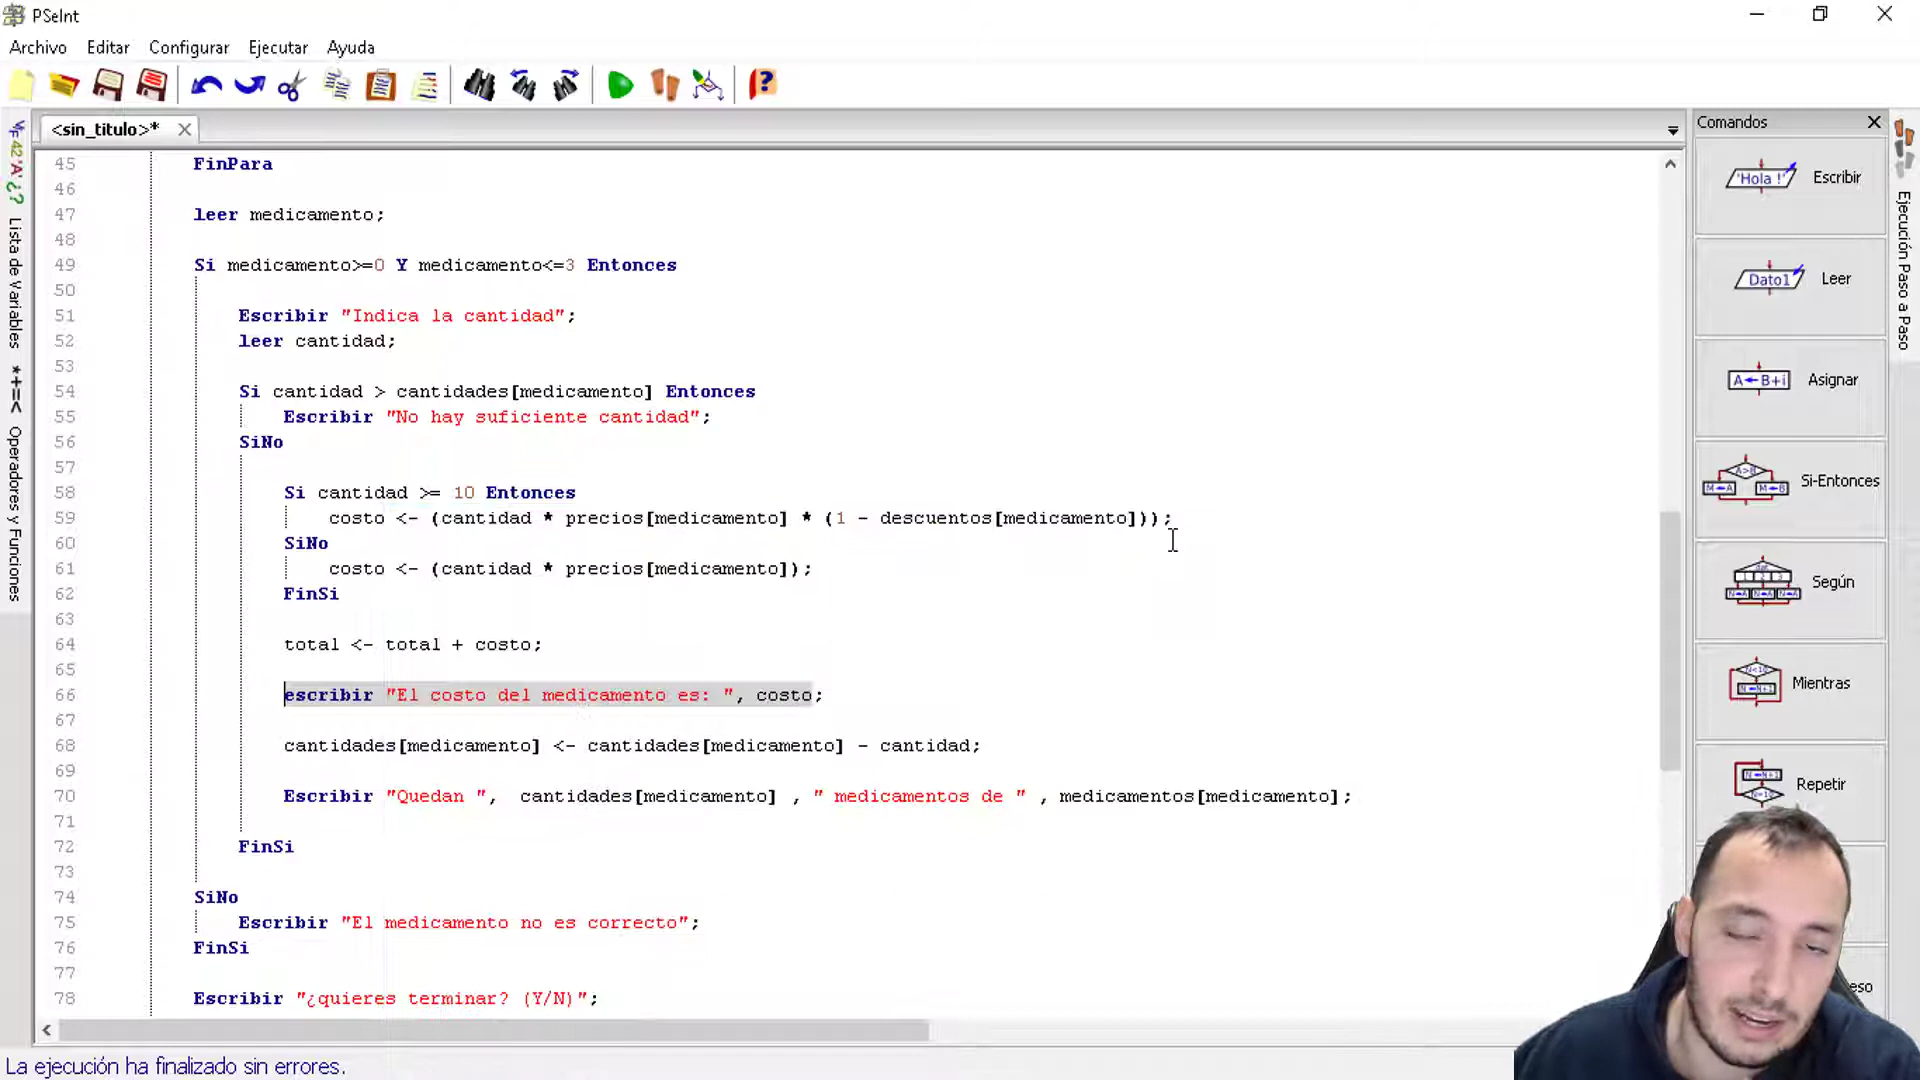 PSeInt
Archivo Editar Configurar Ejecutar Ayuda
<sin_titulo>*
45 FinPara
46
47 leer medicamento;
48
49 Si medicamento>=0 Y medicamento<=3 Entonces
50
51 Escribir "Indica la cantidad";
52 leer cantidad;
53
54 Si cantidad > cantidades[medicamento] Entonces
55 Escribir "No hay suficiente cantidad";
56 SiNo
57
58 Si cantidad >= 10 Entonces
59 costo <- (cantidad * precios[medicamento] * (1 - descuentos[medicamento]));
60 SiNo
61 costo <- (cantidad * precios[medicamento]);
62 FinSi
63
64 total <- total + costo;
65
66 escribir "El costo del medicamento es: ", costo;
67
68 cantidades[medicamento] <- cantidades[medicamento] - cantidad;
69
70 Escribir "Quedan ",  cantidades[medicamento] , " medicamentos de " , medicamentos[medicamento];
71
72 FinSi
73
74 SiNo
75 Escribir "El medicamento no es correcto";
76 FinSi
77
78 Escribir "¿quieres terminar? (Y/N)";
La ejecución ha finalizado sin errores.
Lista de Variables
*+=< Operadores y Funciones
Comandos
'Hola !' Escribir
Dato1 Leer
A B+i Asignar
A>B Si-Entonces
Según
Mientras
Repetir
eso
Ejecución Paso a Paso